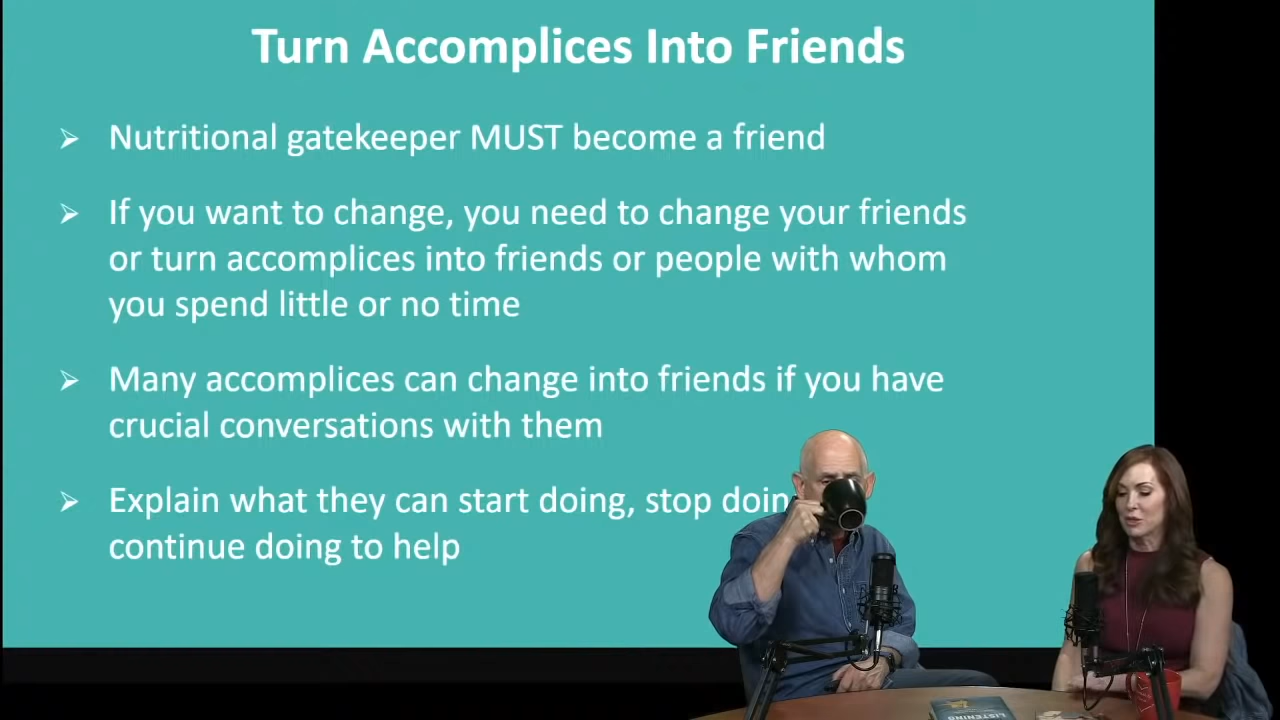 Turn Accomplices Into Friends
➢ Nutritional gatekeeper MUST become a friend
➢ If you want to change, you need to change your friends
or turn accomplices into friends or people with whom
you spend little or no time
➢ Many accomplices can change into friends if you have
crucial conversations with them
➢ Explain what they can start doing, stop
continue doing to help
LISTENING